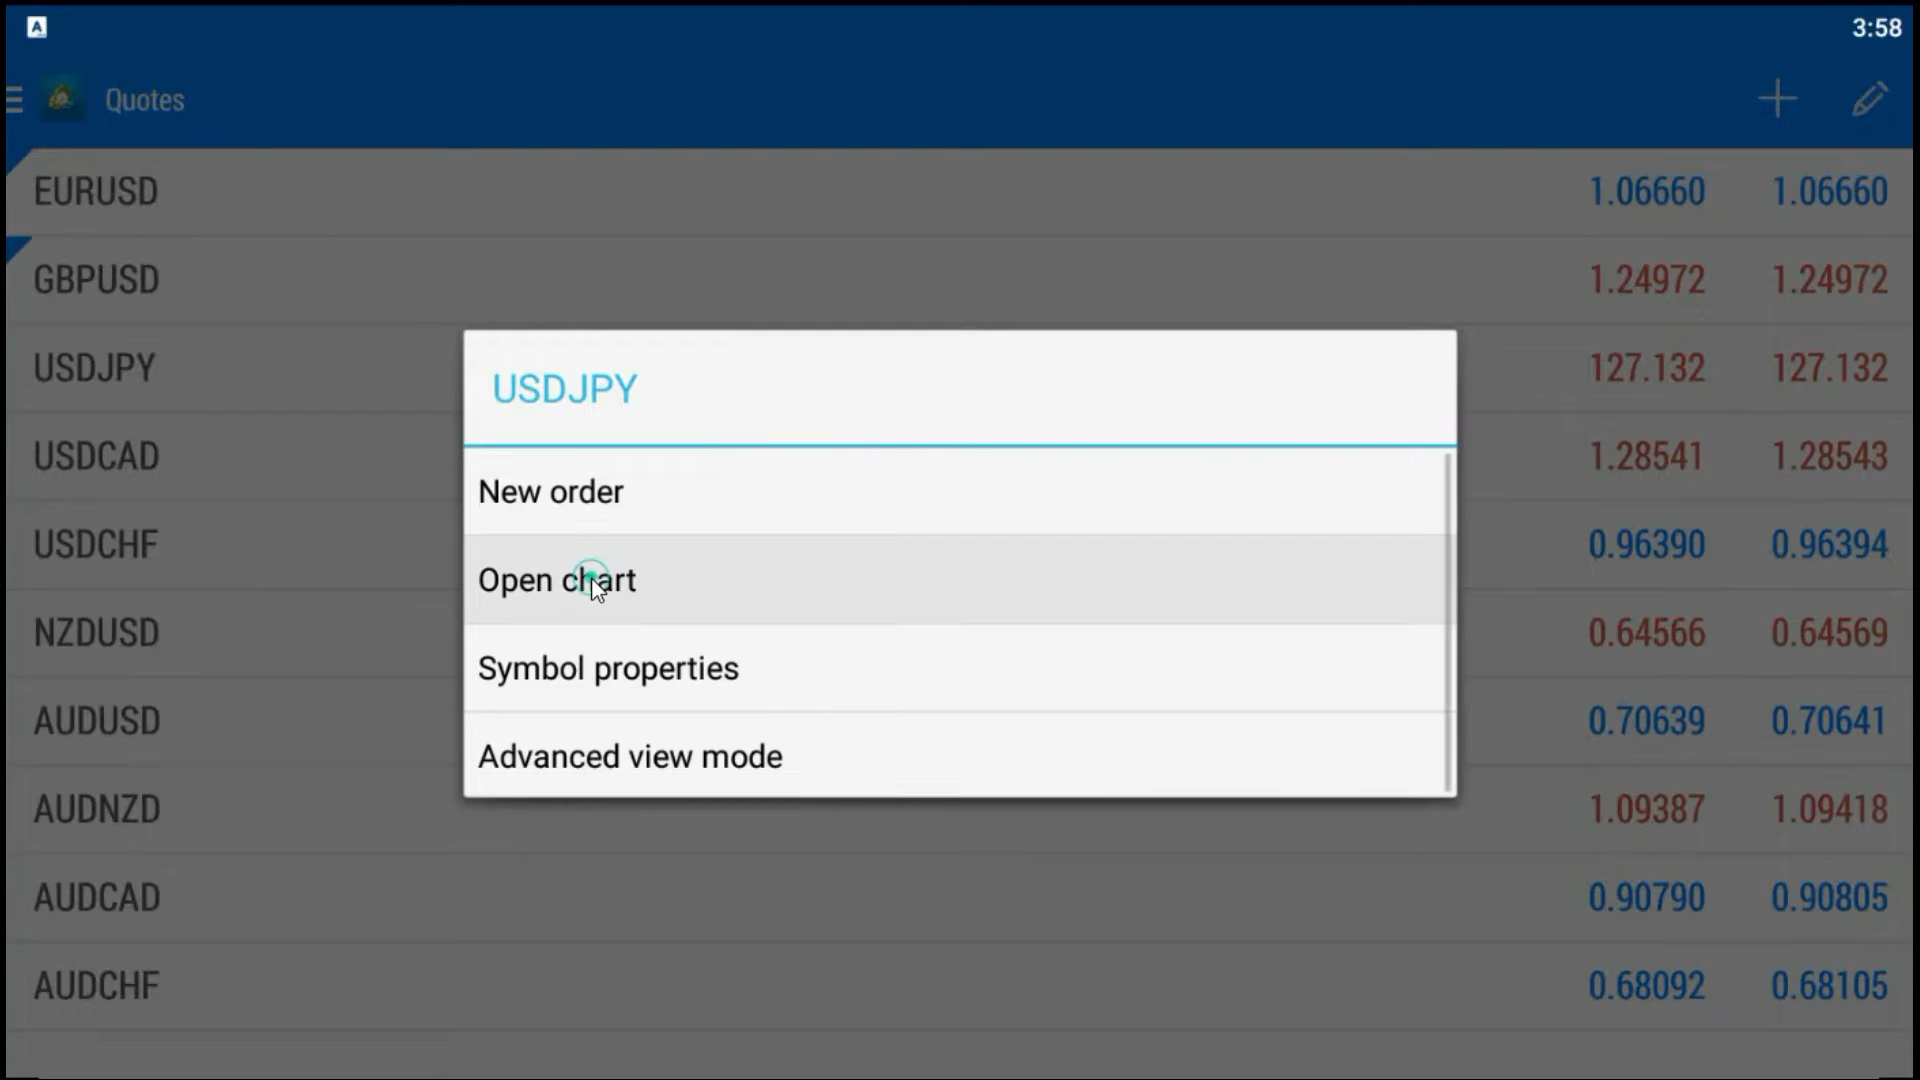 A 3:58
Quotes
EURUSD 1.06660 1.06660
GBPUSD 1.24972 1.24972
USDJPY 127.132 127.132
USDCAD 1.28541 1.28543
USDCHF 0.96390 0.96394
NZDUSD 0.64566 0.64569
AUDUSD 0.70639 0.70641
AUDNZD 1.09387 1.09418
AUDCAD 0.90790 0.90805
AUDCHF 0.68092 0.68105
USDJPY
New order
Open chart
Symbol properties
Advanced view mode